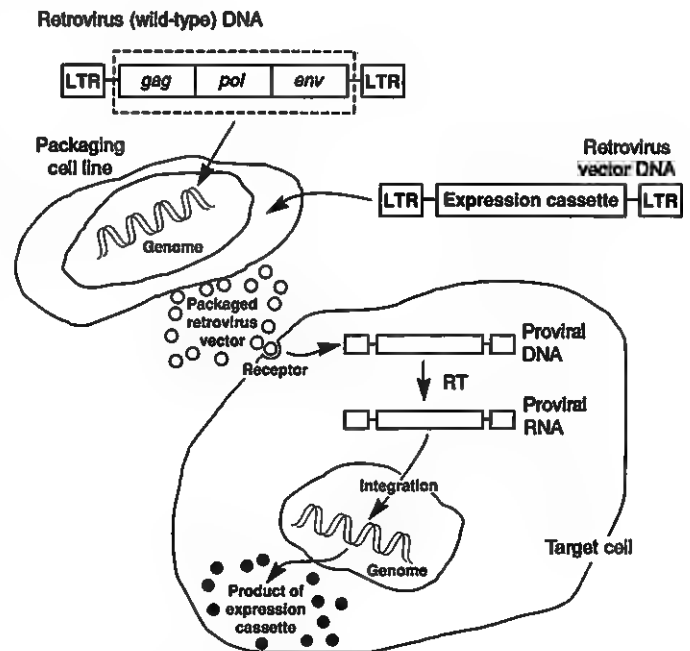 Retrovirus (wild-type) DNA
LTR gag pol env LTR
Packaging
cell line
Genome
Retrovirus
vector DNA
LTR Expression cassette LTR
Packaged
retrovirus
vector
Receptor
Proviral
DNA
RT
Proviral
RNA
Integration
Genome
Target cell
Product of
expression
cassette